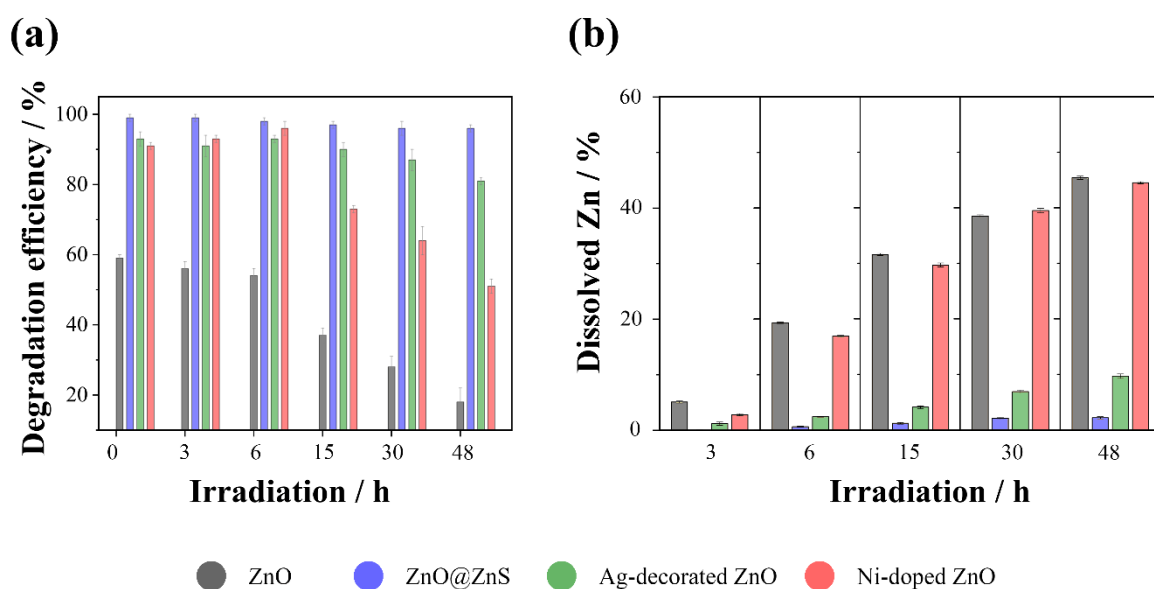 (a)
Degradation efficiency / %
100
80
60
40
20
0 3 6 15 30 48
Irradiation / h
(b)
Dissolved Zn / %
60
40
20
0
3 6 15 30 48
Irradiation / h
ZnO ZnO@ZnS Ag-decorated ZnO Ni-doped ZnO